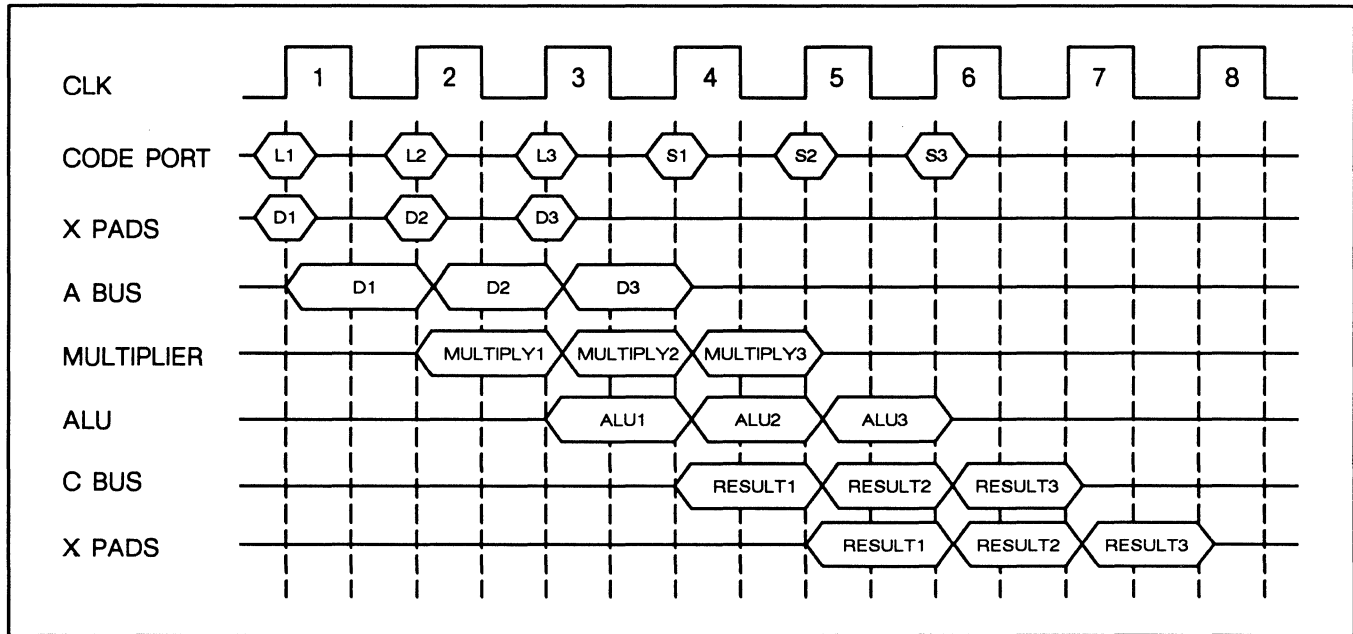 CLK 1 2 3 4 5 6 7 8
CODE PORT L1 L2 L3 S1 S2 S3
X PADS D1 D2 D3
A BUS D1 D2 D3
MULTIPLIER MULTIPLY1 MULTIPLY2 MULTIPLY3
ALU ALU1 ALU2 ALU3
C BUS RESULT1 RESULT2 RESULT3
X PADS RESULT1 RESULT2 RESULT3